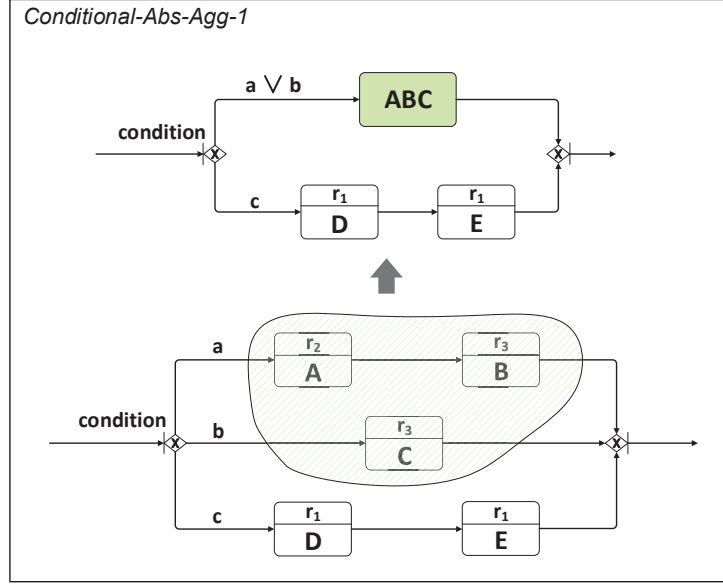 Conditional-Abs-Agg-1
a ∨ b
ABC
condition
X
X
c
r₁
D
r₁
E
a
r₂
A
r₃
B
condition
X
b
r₃
C
X
c
r₁
D
r₁
E